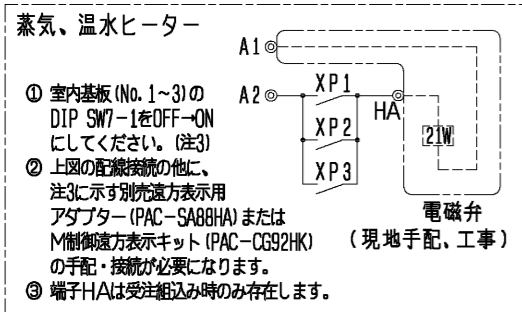 蒸気、温水ヒーター
A1
A2
XP1
HA
XP2
XP3
21W
① 室内基板(No.1~3)の
DIP SW7-1をOFF→ON
にしてください。(注3)
② 上図の配線接続の他に、
注3に示す別売遠方表示用
アダプター(PAC-SA88HA)または
M制御遠方表示キット(PAC-CG92HK)
の手配・接続が必要になります。
③ 端子HAは受注組込み時のみ存在します。
電磁弁
(現地手配、工事)